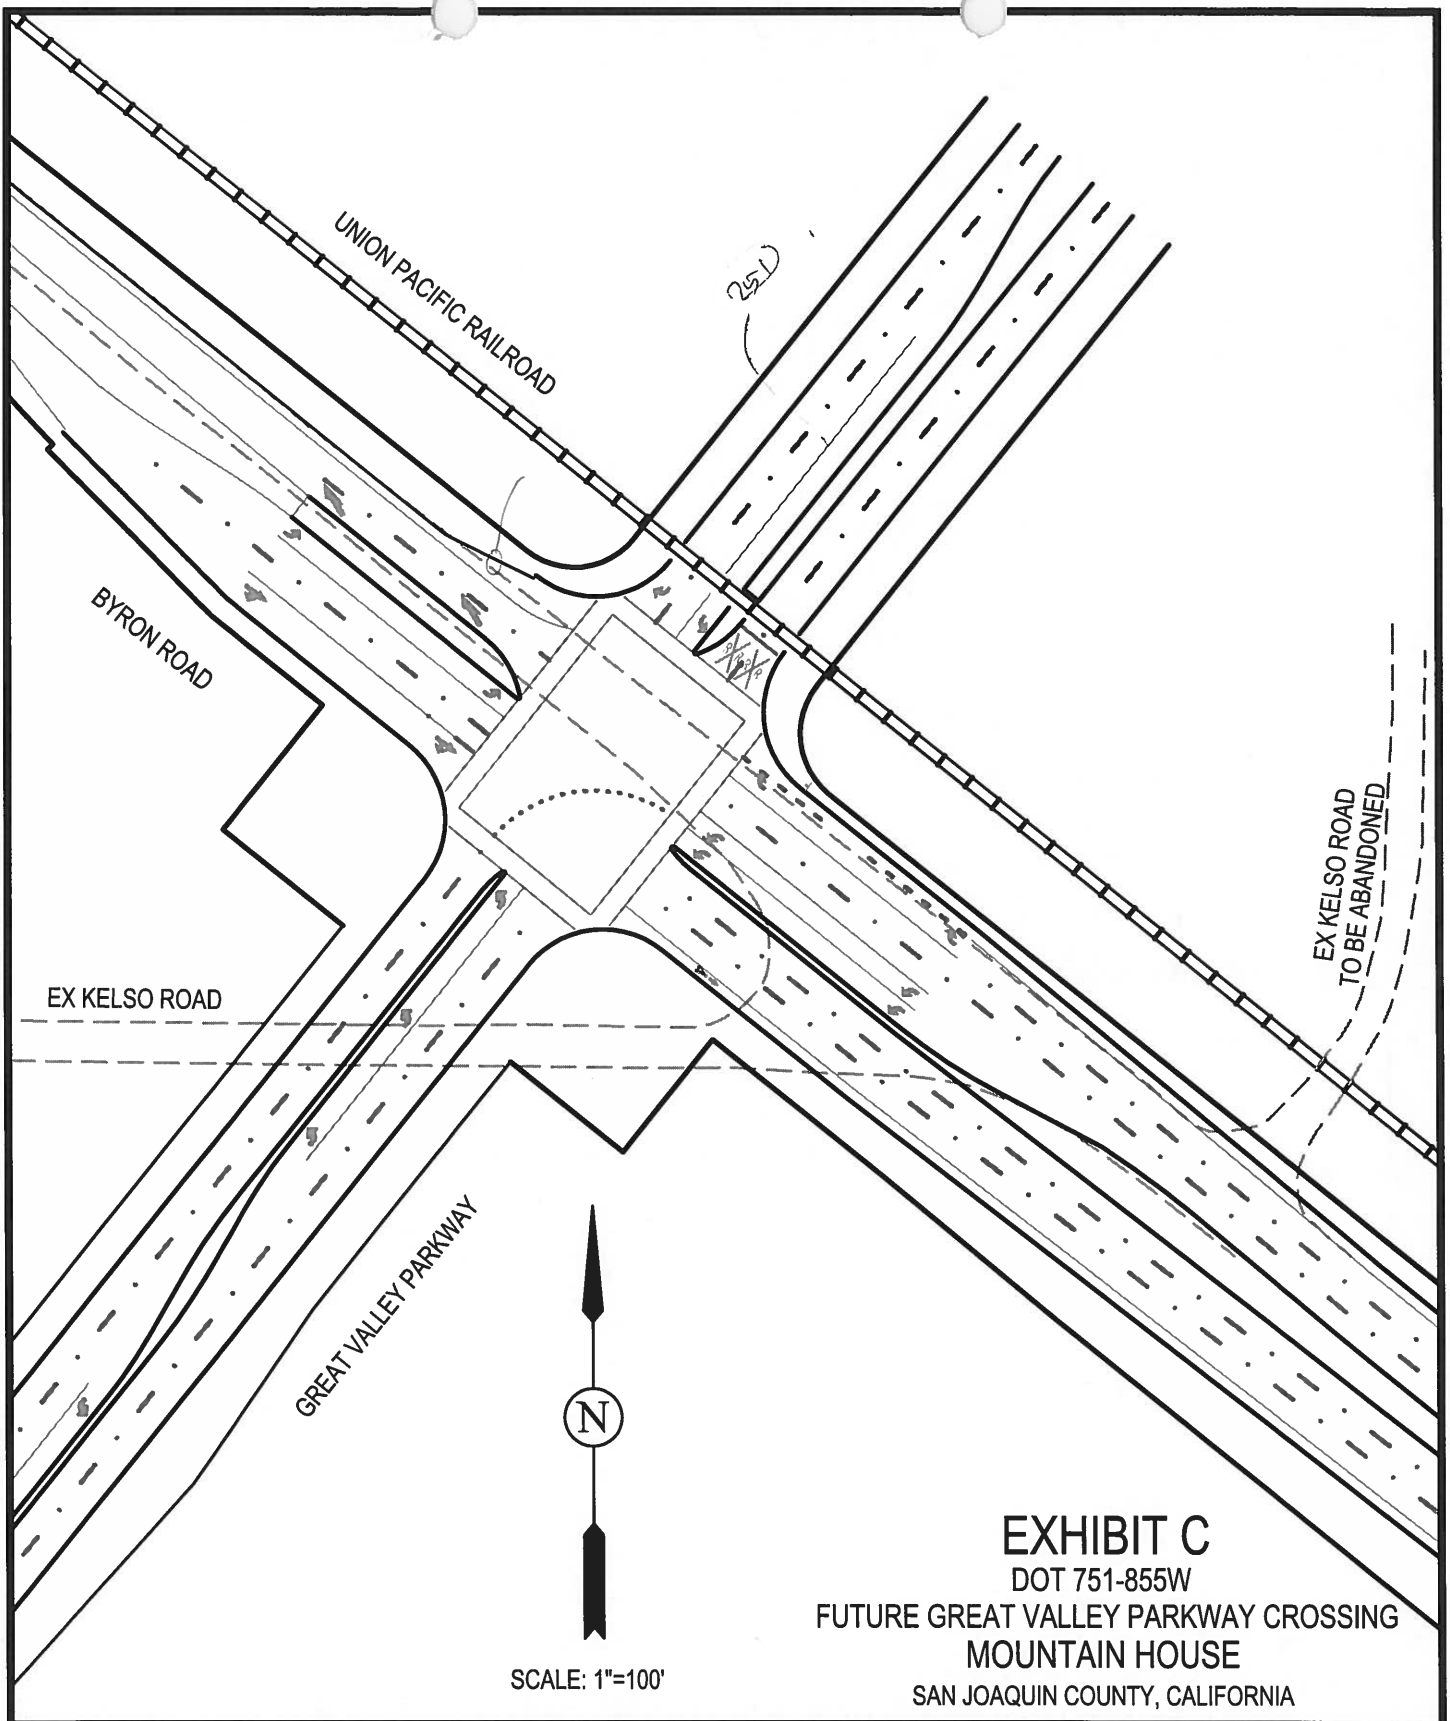 UNION PACIFIC RAILROAD
BYRON ROAD
EX KELSO ROAD
TO BE ABANDONED
EX KELSO ROAD
GREAT VALLEY PARKWAY
N
SCALE: 1"=100'
EXHIBIT C
DOT 751-855W
FUTURE GREAT VALLEY PARKWAY CROSSING
MOUNTAIN HOUSE
SAN JOAQUIN COUNTY, CALIFORNIA